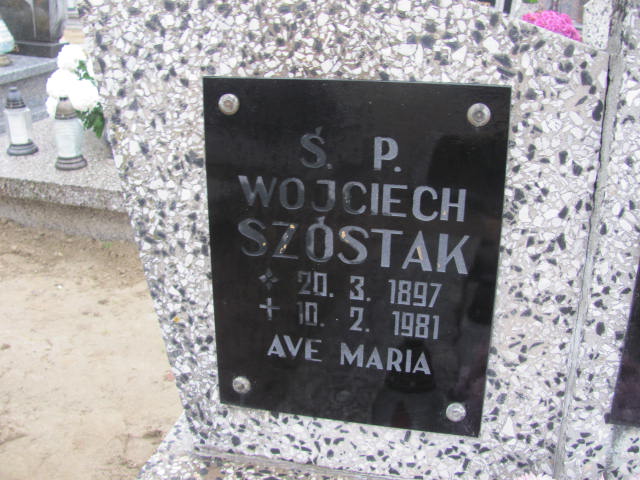 Ś. P.
WOJCIECH
SZÓSTAK
* 20. 3. 1897
+ 10. 2. 1981
AVE MARIA